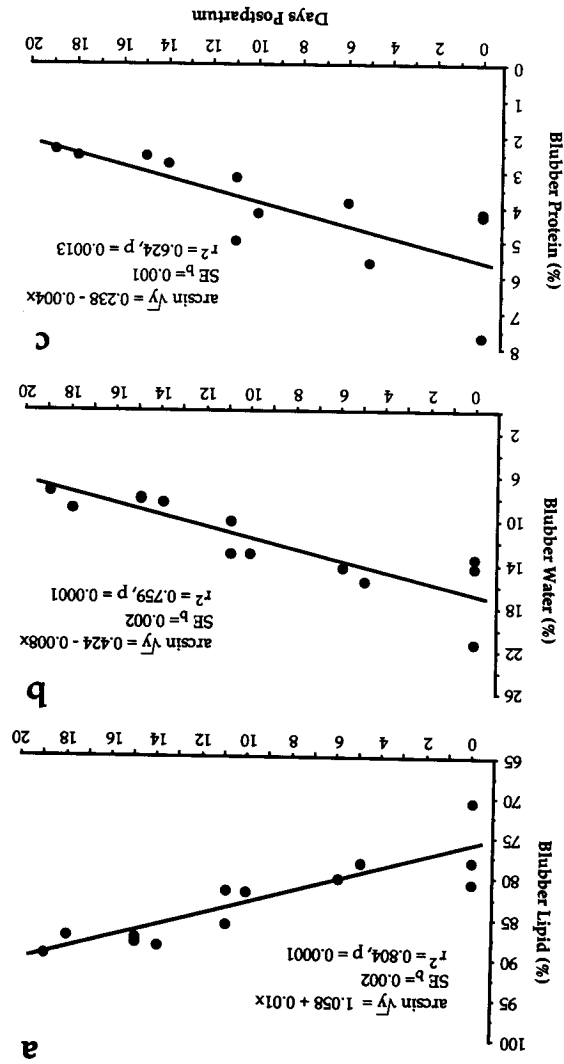 a
arcsin √y = 1.058 + 0.01x
SE b = 0.002
r² = 0.804, p = 0.0001
Blubber Lipid (%)
100
95
90
85
80
75
70
65
0 2 4 6 8 10 12 14 16 18 20
b
arcsin √y = 0.424 - 0.008x
SE b = 0.002
r² = 0.759, p = 0.0001
Blubber Water (%)
26
22
18
14
10
6
2
0 2 4 6 8 10 12 14 16 18 20
c
arcsin √y = 0.238 - 0.004x
SE b = 0.001
r² = 0.624, p = 0.0013
Blubber Protein (%)
8
7
6
5
4
3
2
1
0
0 2 4 6 8 10 12 14 16 18 20
Days Postpartum